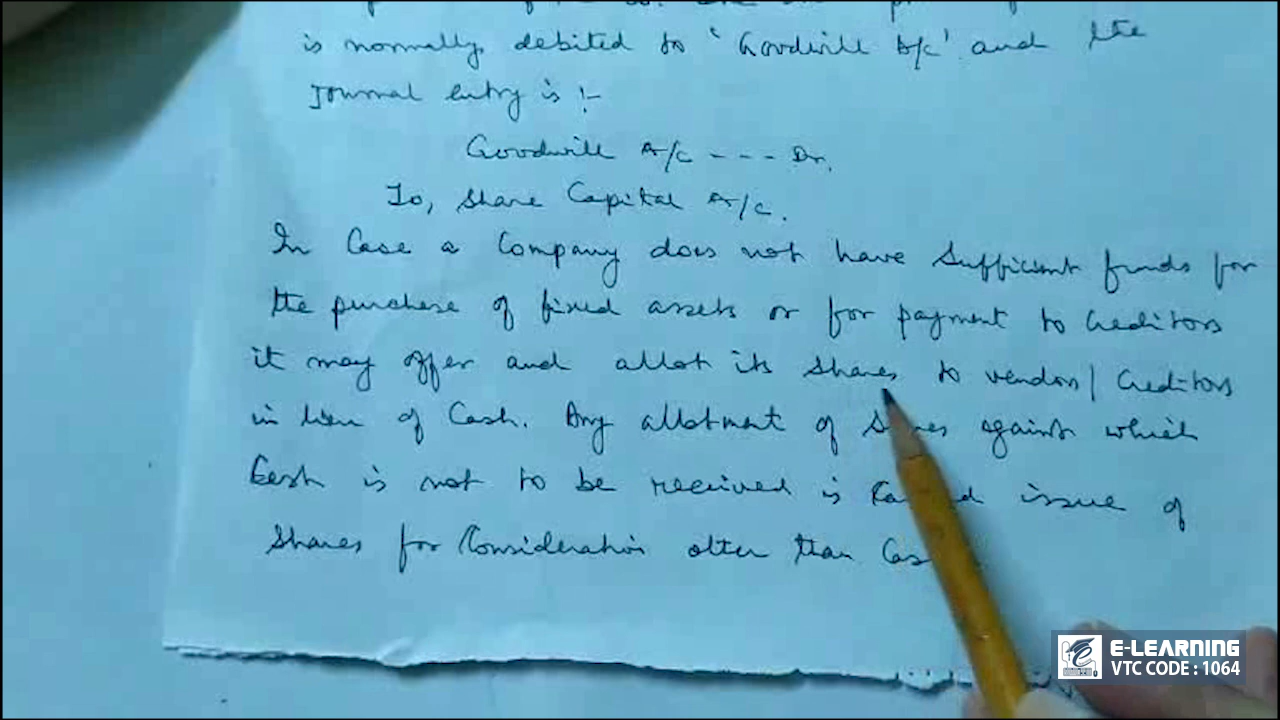 is normally debited to 'Goodwill A/c' and the
Journal entry is :-
Goodwill A/c --- Dr.
To, Share Capital A/c.
In Case a Company does not have Sufficient funds for
the purchase of fixed assets or for payment to Creditors
it may offer and allot its shares to vendors/ Creditors
in lieu of Cash. Any allotment of against which
Cash is not to be received is issue of
Shares for Consideration other than
E-LEARNING
VTC CODE : 1064